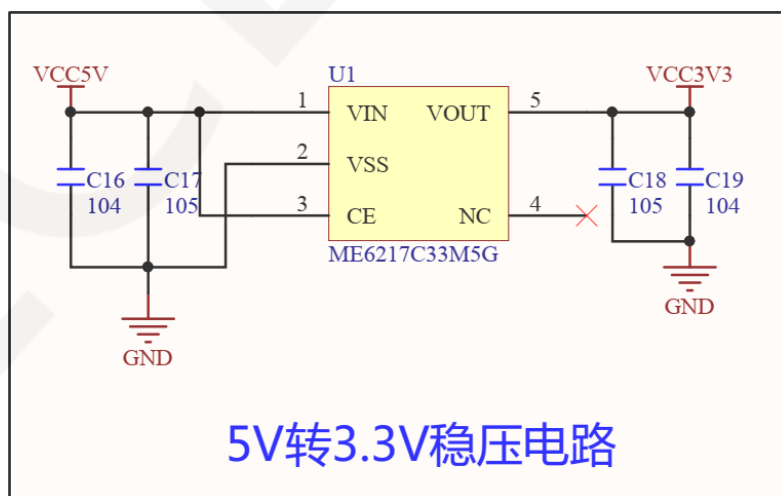 VCC5V
U1
VCC3V3
1
VIN
VOUT
5
2
VSS
C16
104
C17
105
3
CE
NC
4
C18
105
C19
104
ME6217C33M5G
GND
GND
5V转3.3V稳压电路